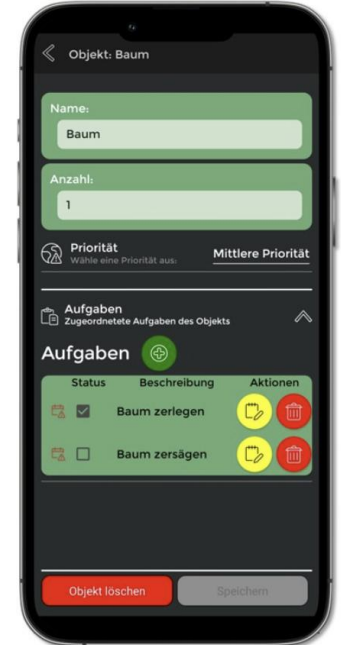 Objekt: Baum
Name:
Baum
Anzahl:
1
Priorität
Wähle eine Priorität aus:
Mittlere Priorität
Aufgaben
Zugeordnetete Aufgaben des Objekts
Aufgaben
Status Beschreibung Aktionen
Baum zerlegen
Baum zersägen
Objekt löschen Speichern